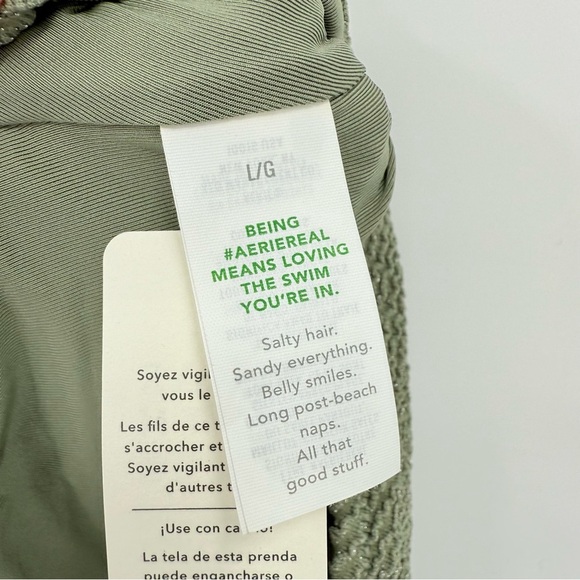 L/G
BEING
#AERIEREAL
MEANS LOVING
THE SWIM
YOU'RE IN.
Salty hair.
Sandy everything.
Belly smiles.
Long post-beach
naps.
All that
good stuff.
Soyez
vous le
Les fils de ce
s'accrocher et
Soyez vigilant
d'autres
¡Use con
La tela de esta prenda
puede engancharse o